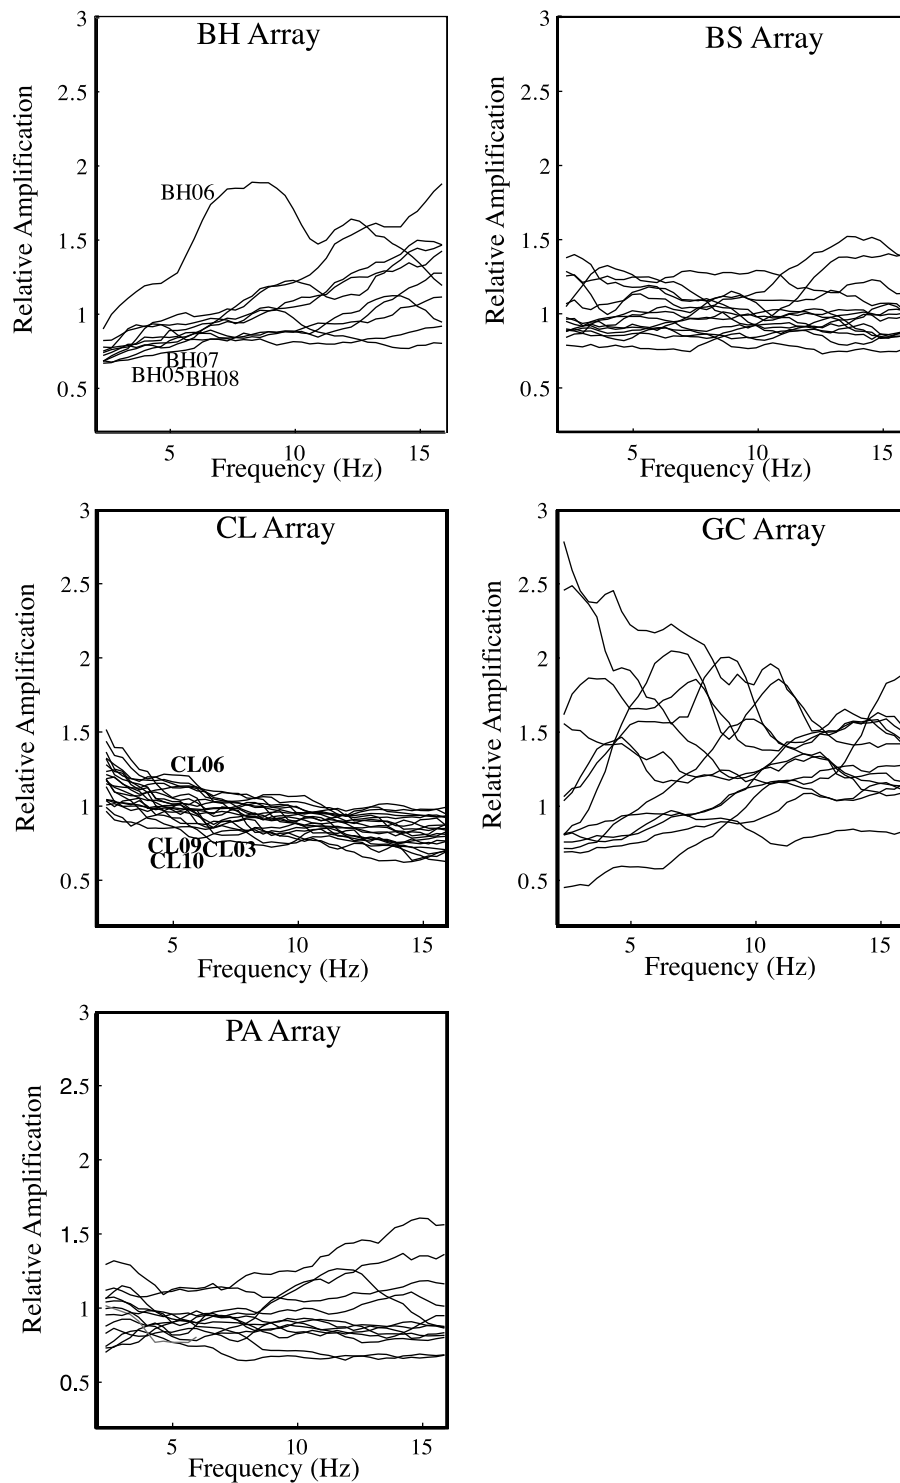 BH Array
3
2.5
2
1.5
1
0.5
Relative Amplification
BH06
BH07
BH05
BH08
5
10
15
Frequency (Hz)
BS Array
3
2.5
2
1.5
1
0.5
Relative Amplification
5
10
15
Frequency (Hz)
CL Array
3
2.5
2
1.5
1
0.5
Relative Amplification
CL06
CL09
CL03
CL10
5
10
15
Frequency (Hz)
GC Array
3
2.5
2
1.5
1
0.5
Relative Amplification
5
10
15
Frequency (Hz)
PA Array
3
2.5
2
1.5
1
0.5
Relative Amplification
5
10
15
Frequency (Hz)